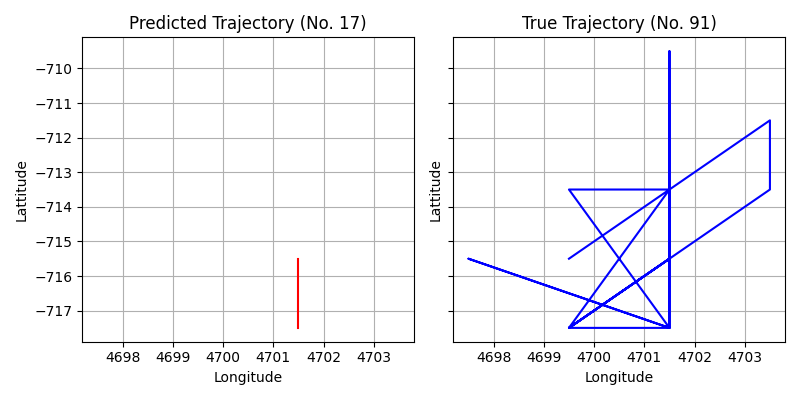 Predicted Trajectory (No. 17)
True Trajectory (No. 91)
Lattitude
−710
−711
−712
−713
−714
−715
−716
−717
4698 4699 4700 4701 4702 4703
Longitude
Lattitude
4698 4699 4700 4701 4702 4703
Longitude